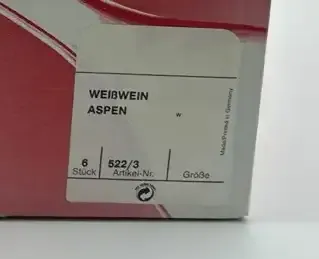 WEIßWEIN
ASPEN
w
Made/Printed in Germany
6 522/3
Stück Artikel-Nr. Größe